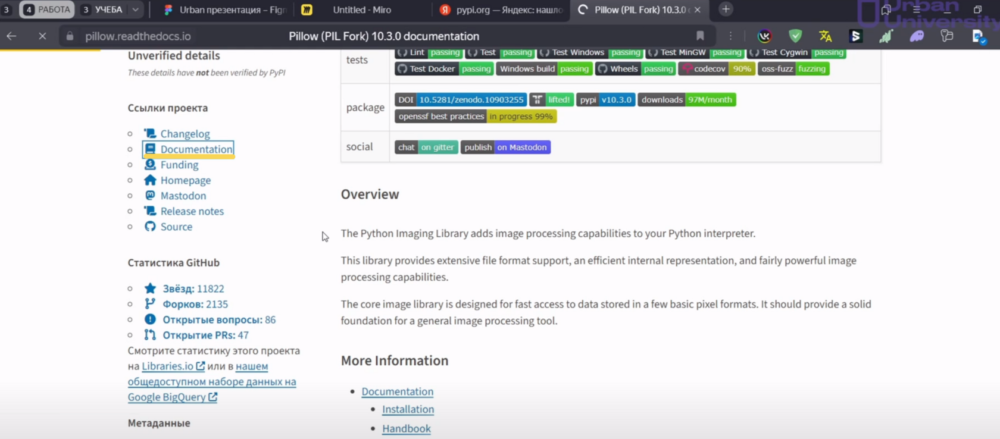 3
4 РАБОТА
3 УЧЕБА
Urban презентация – Fig
Untitled - Miro
pypi.org — Яндекс: нашло
Pillow (PIL Fork) 10.3.0
Urban
University
pillow.readthedocs.io
Pillow (PIL Fork) 10.3.0 documentation
Unverified details
These details have not been verified by PyPI
Ссылки проекта
Changelog
Documentation
Funding
Homepage
Mastodon
Release notes
Source
Статистика GitHub
Звёзд: 11822
Форков: 2135
Открытые вопросы: 86
Открытие PRs: 47
Смотрите статистику этого проекта
на Libraries.io или в нашем
общедоступном наборе данных на
Google BigQuery
Метаданные
tests
Lint passing Test passing Test Windows passing Test MinGW passing Test Cygwin passing
Test Docker passing Windows build passing Wheels passing codecov 90% oss-fuzz fuzzing
package
DOI 10.5281/zenodo.10903255 lifted! pypi v10.3.0 downloads 97M/month
openssf best practices in progress 99%
social
chat on gitter publish on Mastodon
Overview
The Python Imaging Library adds image processing capabilities to your Python interpreter.
This library provides extensive file format support, an efficient internal representation, and fairly powerful image
processing capabilities.
The core image library is designed for fast access to data stored in a few basic pixel formats. It should provide a solid
foundation for a general image processing tool.
More Information
Documentation
Installation
Handbook